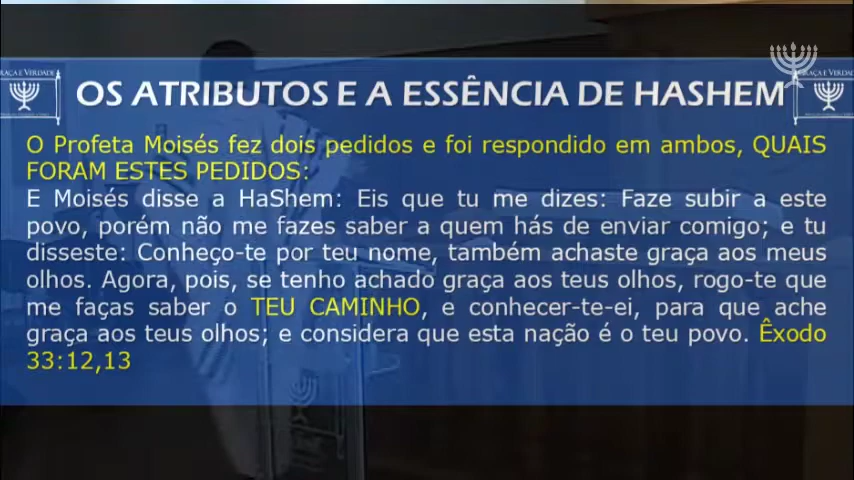 GRAÇA E VERDADE
OS ATRIBUTOS E A ESSÊNCIA DE HASHEM
O Profeta Moisés fez dois pedidos e foi respondido em ambos, QUAIS
FORAM ESTES PEDIDOS:
E Moisés disse a HaShem: Eis que tu me dizes: Faze subir a este
povo, porém não me fazes saber a quem hás de enviar comigo; e tu
disseste: Conheço-te por teu nome, também achaste graça aos meus
olhos. Agora, pois, se tenho achado graça aos teus olhos, rogo-te que
me faças saber o TEU CAMINHO, e conhecer-te-ei, para que ache
graça aos teus olhos; e considera que esta nação é o teu povo. Êxodo
33:12,13